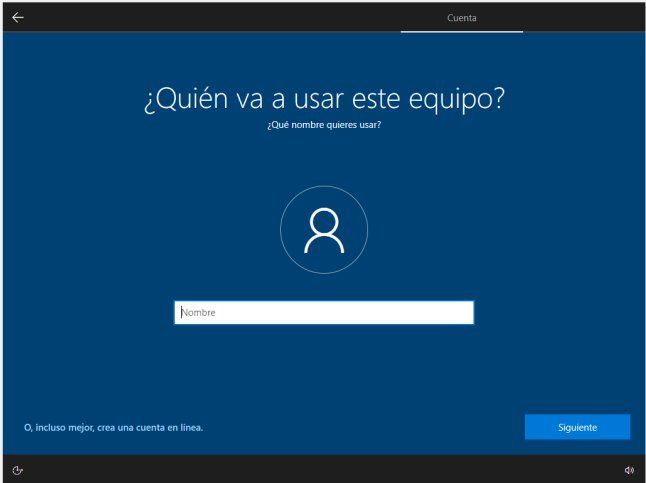 Cuenta
¿Quién va a usar este equipo?
¿Qué nombre quieres usar?
Nombre
O, incluso mejor, crea una cuenta en línea.
Siguiente